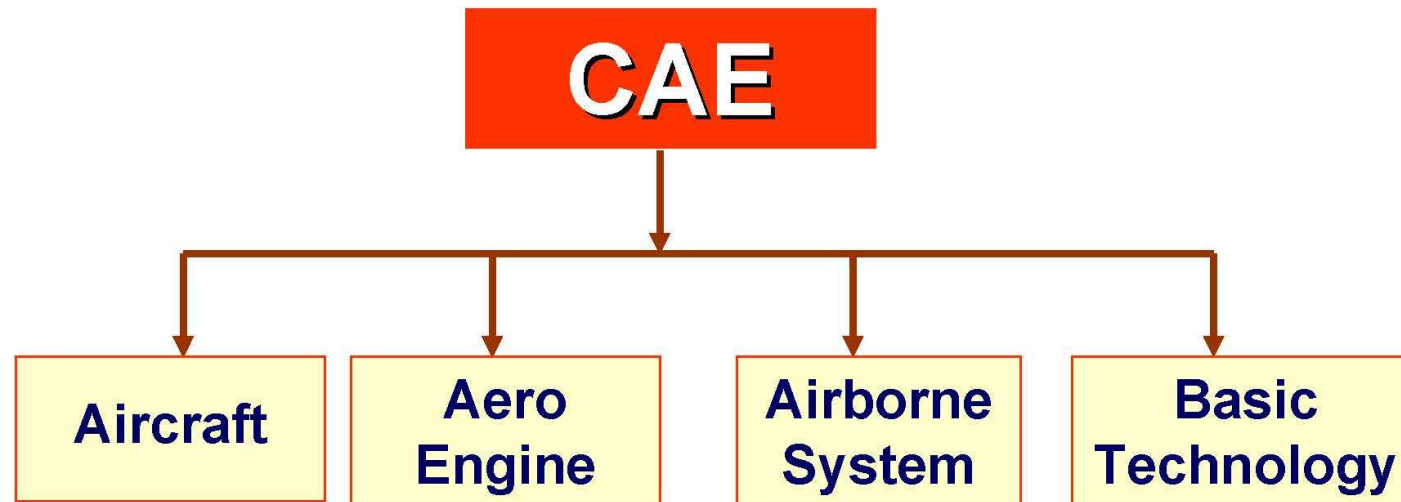 CAE
Aircraft
Aero
Engine
Airborne
System
Basic
Technology